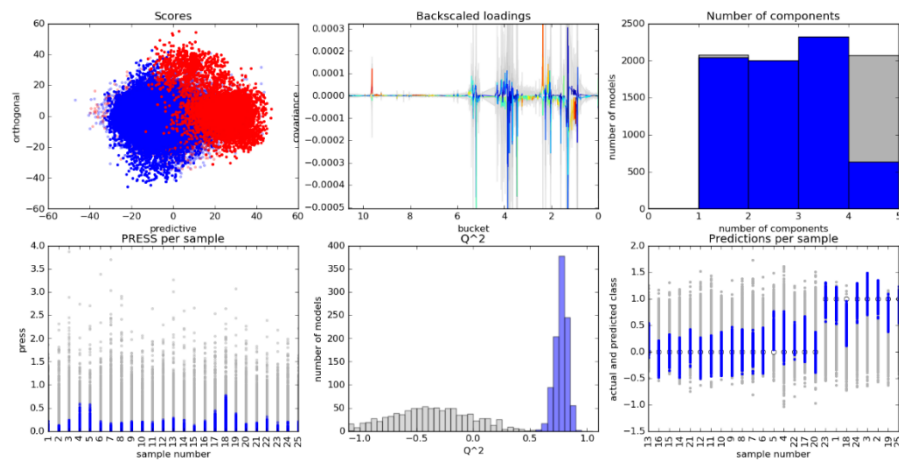 Scores
60
40
20
0
−20
−40
−60
−60 −40 −20 0 20 40 60
orthogonal
predictive
Backscaled loadings
0.0003
0.0002
0.0001
0.0000
−0.0001
−0.0002
−0.0003
−0.0004
−0.0005
10 8 6 4 2 0
covariance
bucket
Number of components
2500
2000
1500
1000
500
0
0 1 2 3 4 5
number of models
number of components
PRESS per sample
4.0
3.5
3.0
2.5
2.0
1.5
1.0
0.5
0.0
1 2 3 4 5 6 7 8 9 10 11 12 13 14 15 16 17 18 19 20 21 22 23 24 25
press
sample number
Q^2
400
350
300
250
200
150
100
50
0
−1.0 −0.5 0.0 0.5 1.0
number of models
Q^2
Predictions per sample
2.0
1.5
1.0
0.5
0.0
−0.5
−1.0
−1.5
13 16 15 14 21 12 11 10 9 8 7 6 5 4 22 17 20 23 1 18 24 3 2 19 25
actual and predicted class
sample number